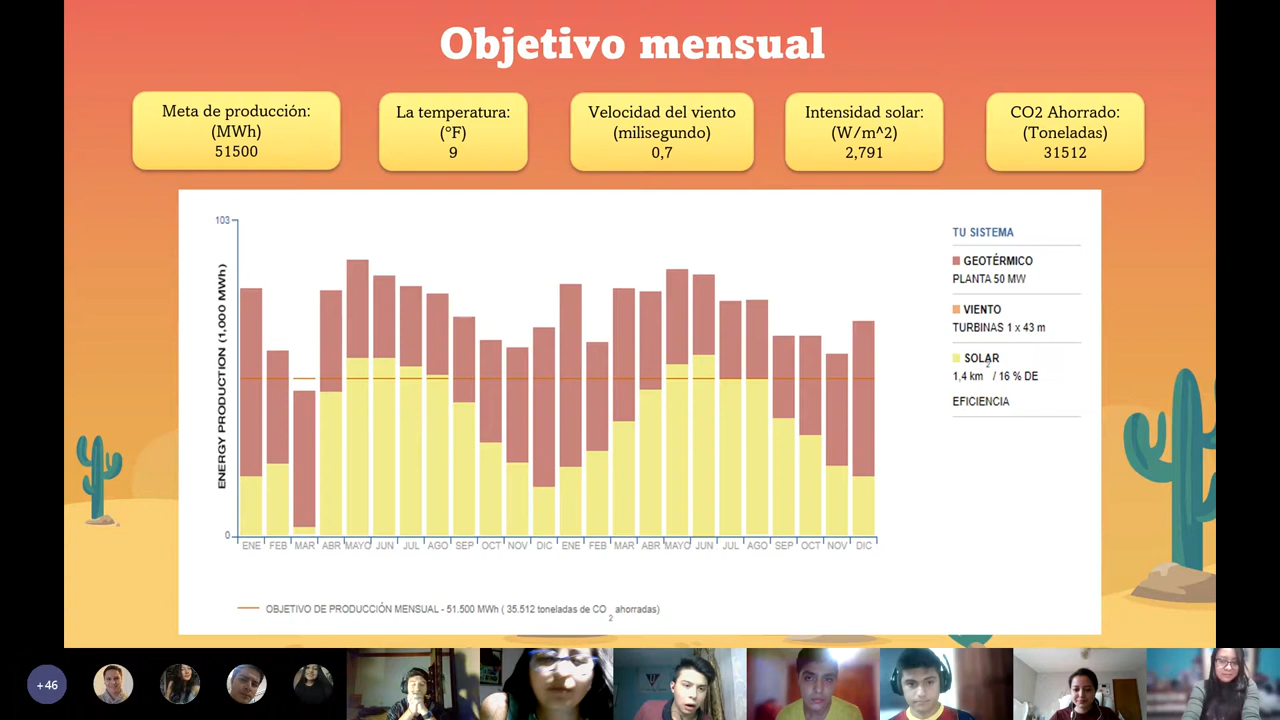 Objetivo mensual
Meta de producción:
(MWh)
51500
La temperatura:
(°F)
9
Velocidad del viento
(milisegundo)
0,7
Intensidad solar:
(W/m^2)
2,791
CO2 Ahorrado:
(Toneladas)
31512
103
ENERGY PRODUCTION (1,000 MWh)
0
ENE FEB MAR ABR MAYO JUN JUL AGO SEP OCT NOV DIC ENE FEB MAR ABR MAYO JUN JUL AGO SEP OCT NOV DIC
TU SISTEMA
GEOTÉRMICO
PLANTA 50 MW
VIENTO
TURBINAS 1 x 43 m
SOLAR
1,4 km 2 / 16 % DE
EFICIENCIA
OBJETIVO DE PRODUCCIÓN MENSUAL - 51.500 MWh ( 35.512 toneladas de CO 2 ahorradas)
+46